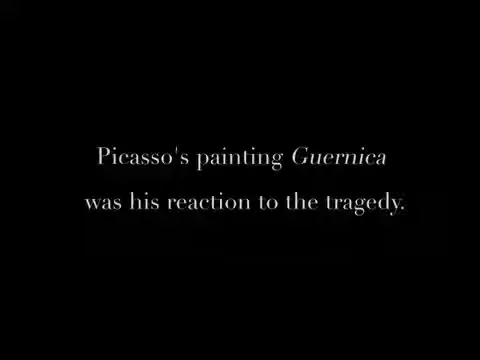 Picasso's painting Guernica
was his reaction to the tragedy.